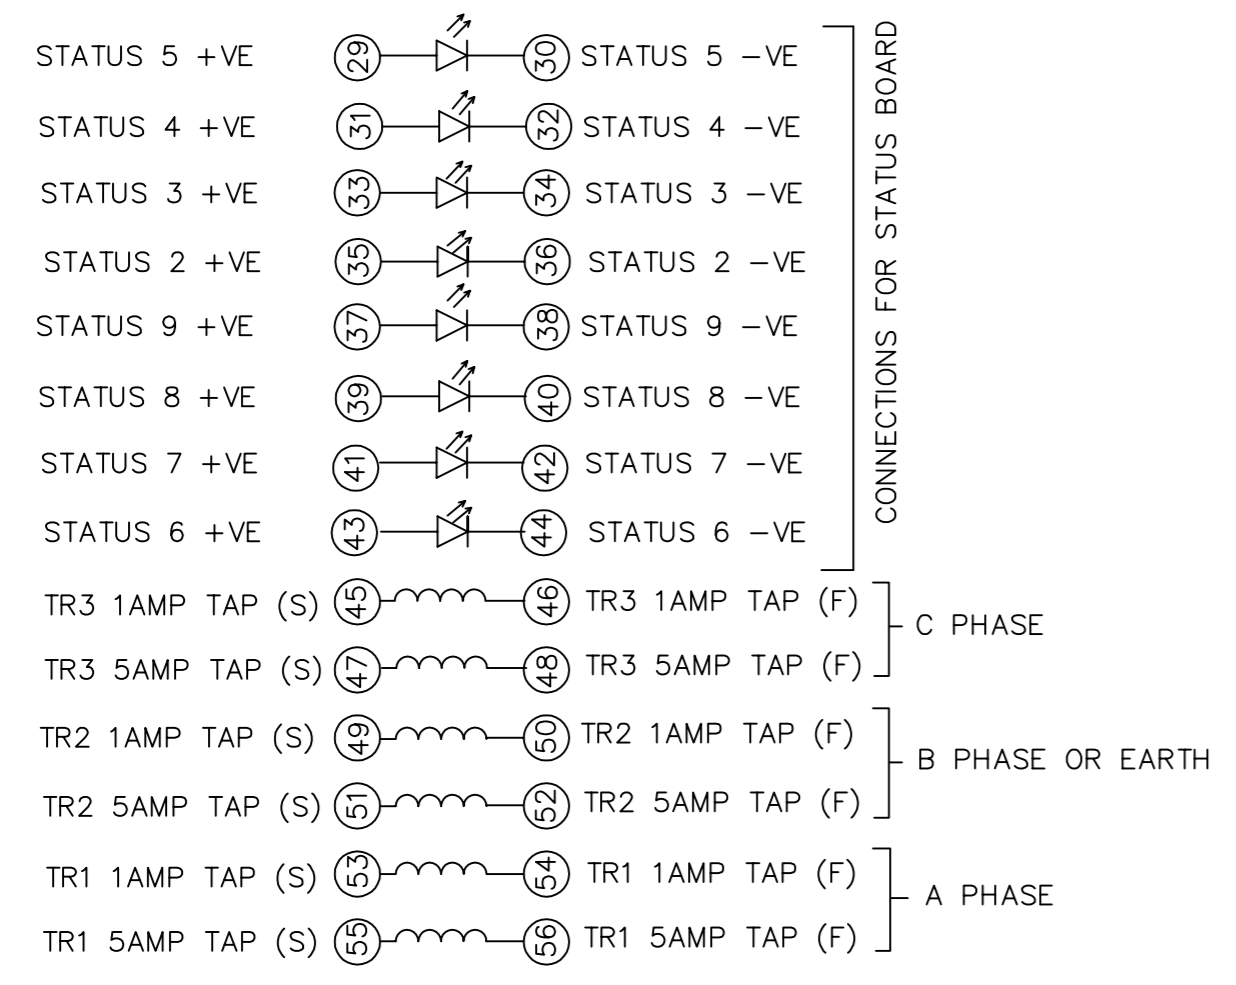 STATUS 5 +VE 29 30 STATUS 5 −VE
STATUS 4 +VE 31 32 STATUS 4 −VE
STATUS 3 +VE 33 34 STATUS 3 −VE
STATUS 2 +VE 35 36 STATUS 2 −VE
STATUS 9 +VE 37 38 STATUS 9 −VE
STATUS 8 +VE 39 40 STATUS 8 −VE
STATUS 7 +VE 41 42 STATUS 7 −VE
STATUS 6 +VE 43 44 STATUS 6 −VE
CONNECTIONS FOR STATUS BOARD
TR3 1AMP TAP (S) 45 46 TR3 1AMP TAP (F)
TR3 5AMP TAP (S) 47 48 TR3 5AMP TAP (F)
C PHASE
TR2 1AMP TAP (S) 49 50 TR2 1AMP TAP (F)
TR2 5AMP TAP (S) 51 52 TR2 5AMP TAP (F)
B PHASE OR EARTH
TR1 1AMP TAP (S) 53 54 TR1 1AMP TAP (F)
TR1 5AMP TAP (S) 55 56 TR1 5AMP TAP (F)
A PHASE